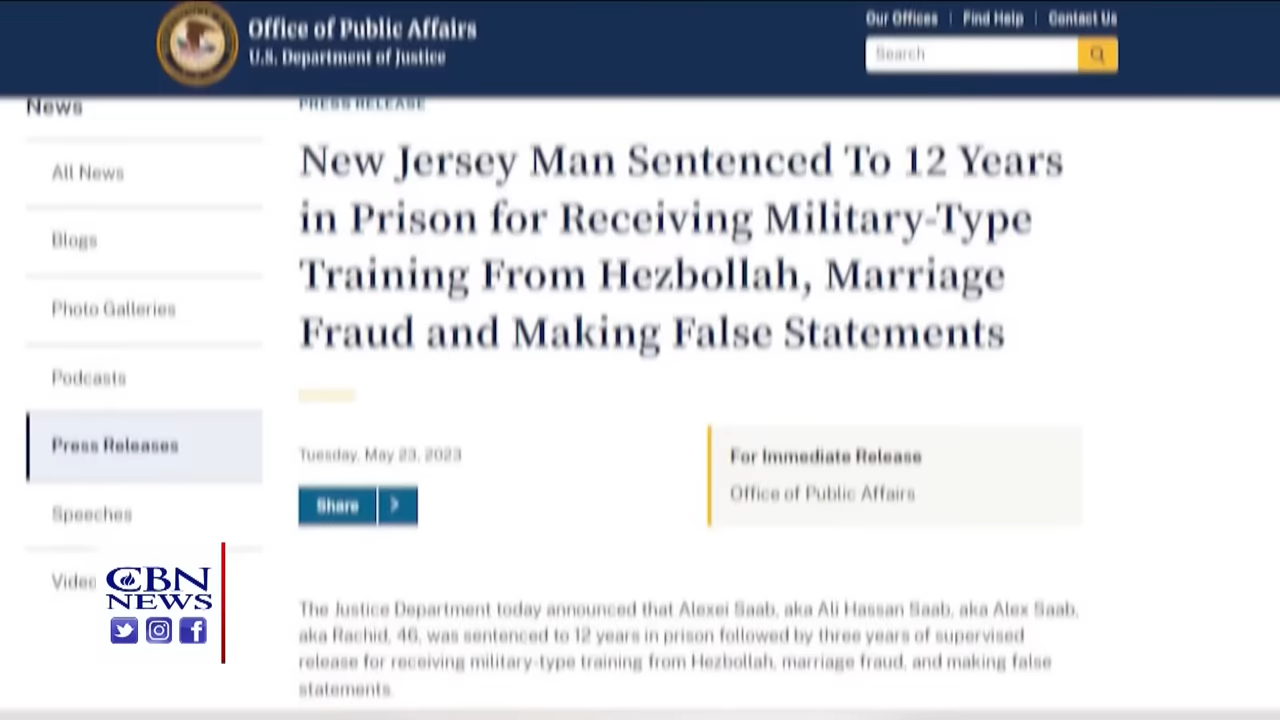 Office of Public Affairs
U.S. Department of Justice
Our Offices | Find Help | Contact Us
Search
News
All News
Blogs
Photo Galleries
Podcasts
Press Releases
Speeches
Video
PRESS RELEASE
New Jersey Man Sentenced To 12 Years
in Prison for Receiving Military-Type
Training From Hezbollah, Marriage
Fraud and Making False Statements
Tuesday, May 23, 2023
Share >
For Immediate Release
Office of Public Affairs
The Justice Department today announced that Alexei Saab, aka Ali Hassan Saab, aka Alex Saab,
aka Rachid, 46, was sentenced to 12 years in prison followed by three years of supervised
release for receiving military-type training from Hezbollah, marriage fraud, and making false
statements.
CBN
NEWS